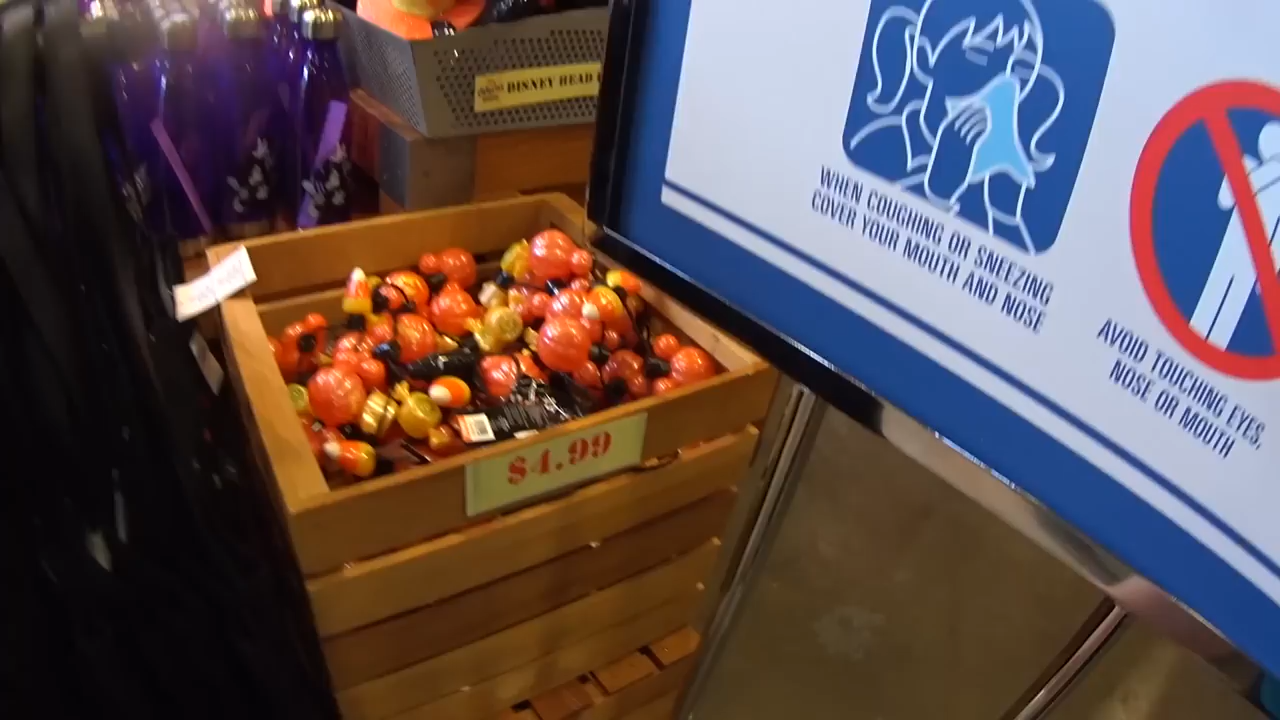 DISNEY HEAD
WHEN COUGHING OR SNEEZING
COVER YOUR MOUTH AND NOSE
AVOID TOUCHING EYES,
NOSE OR MOUTH
$4.99